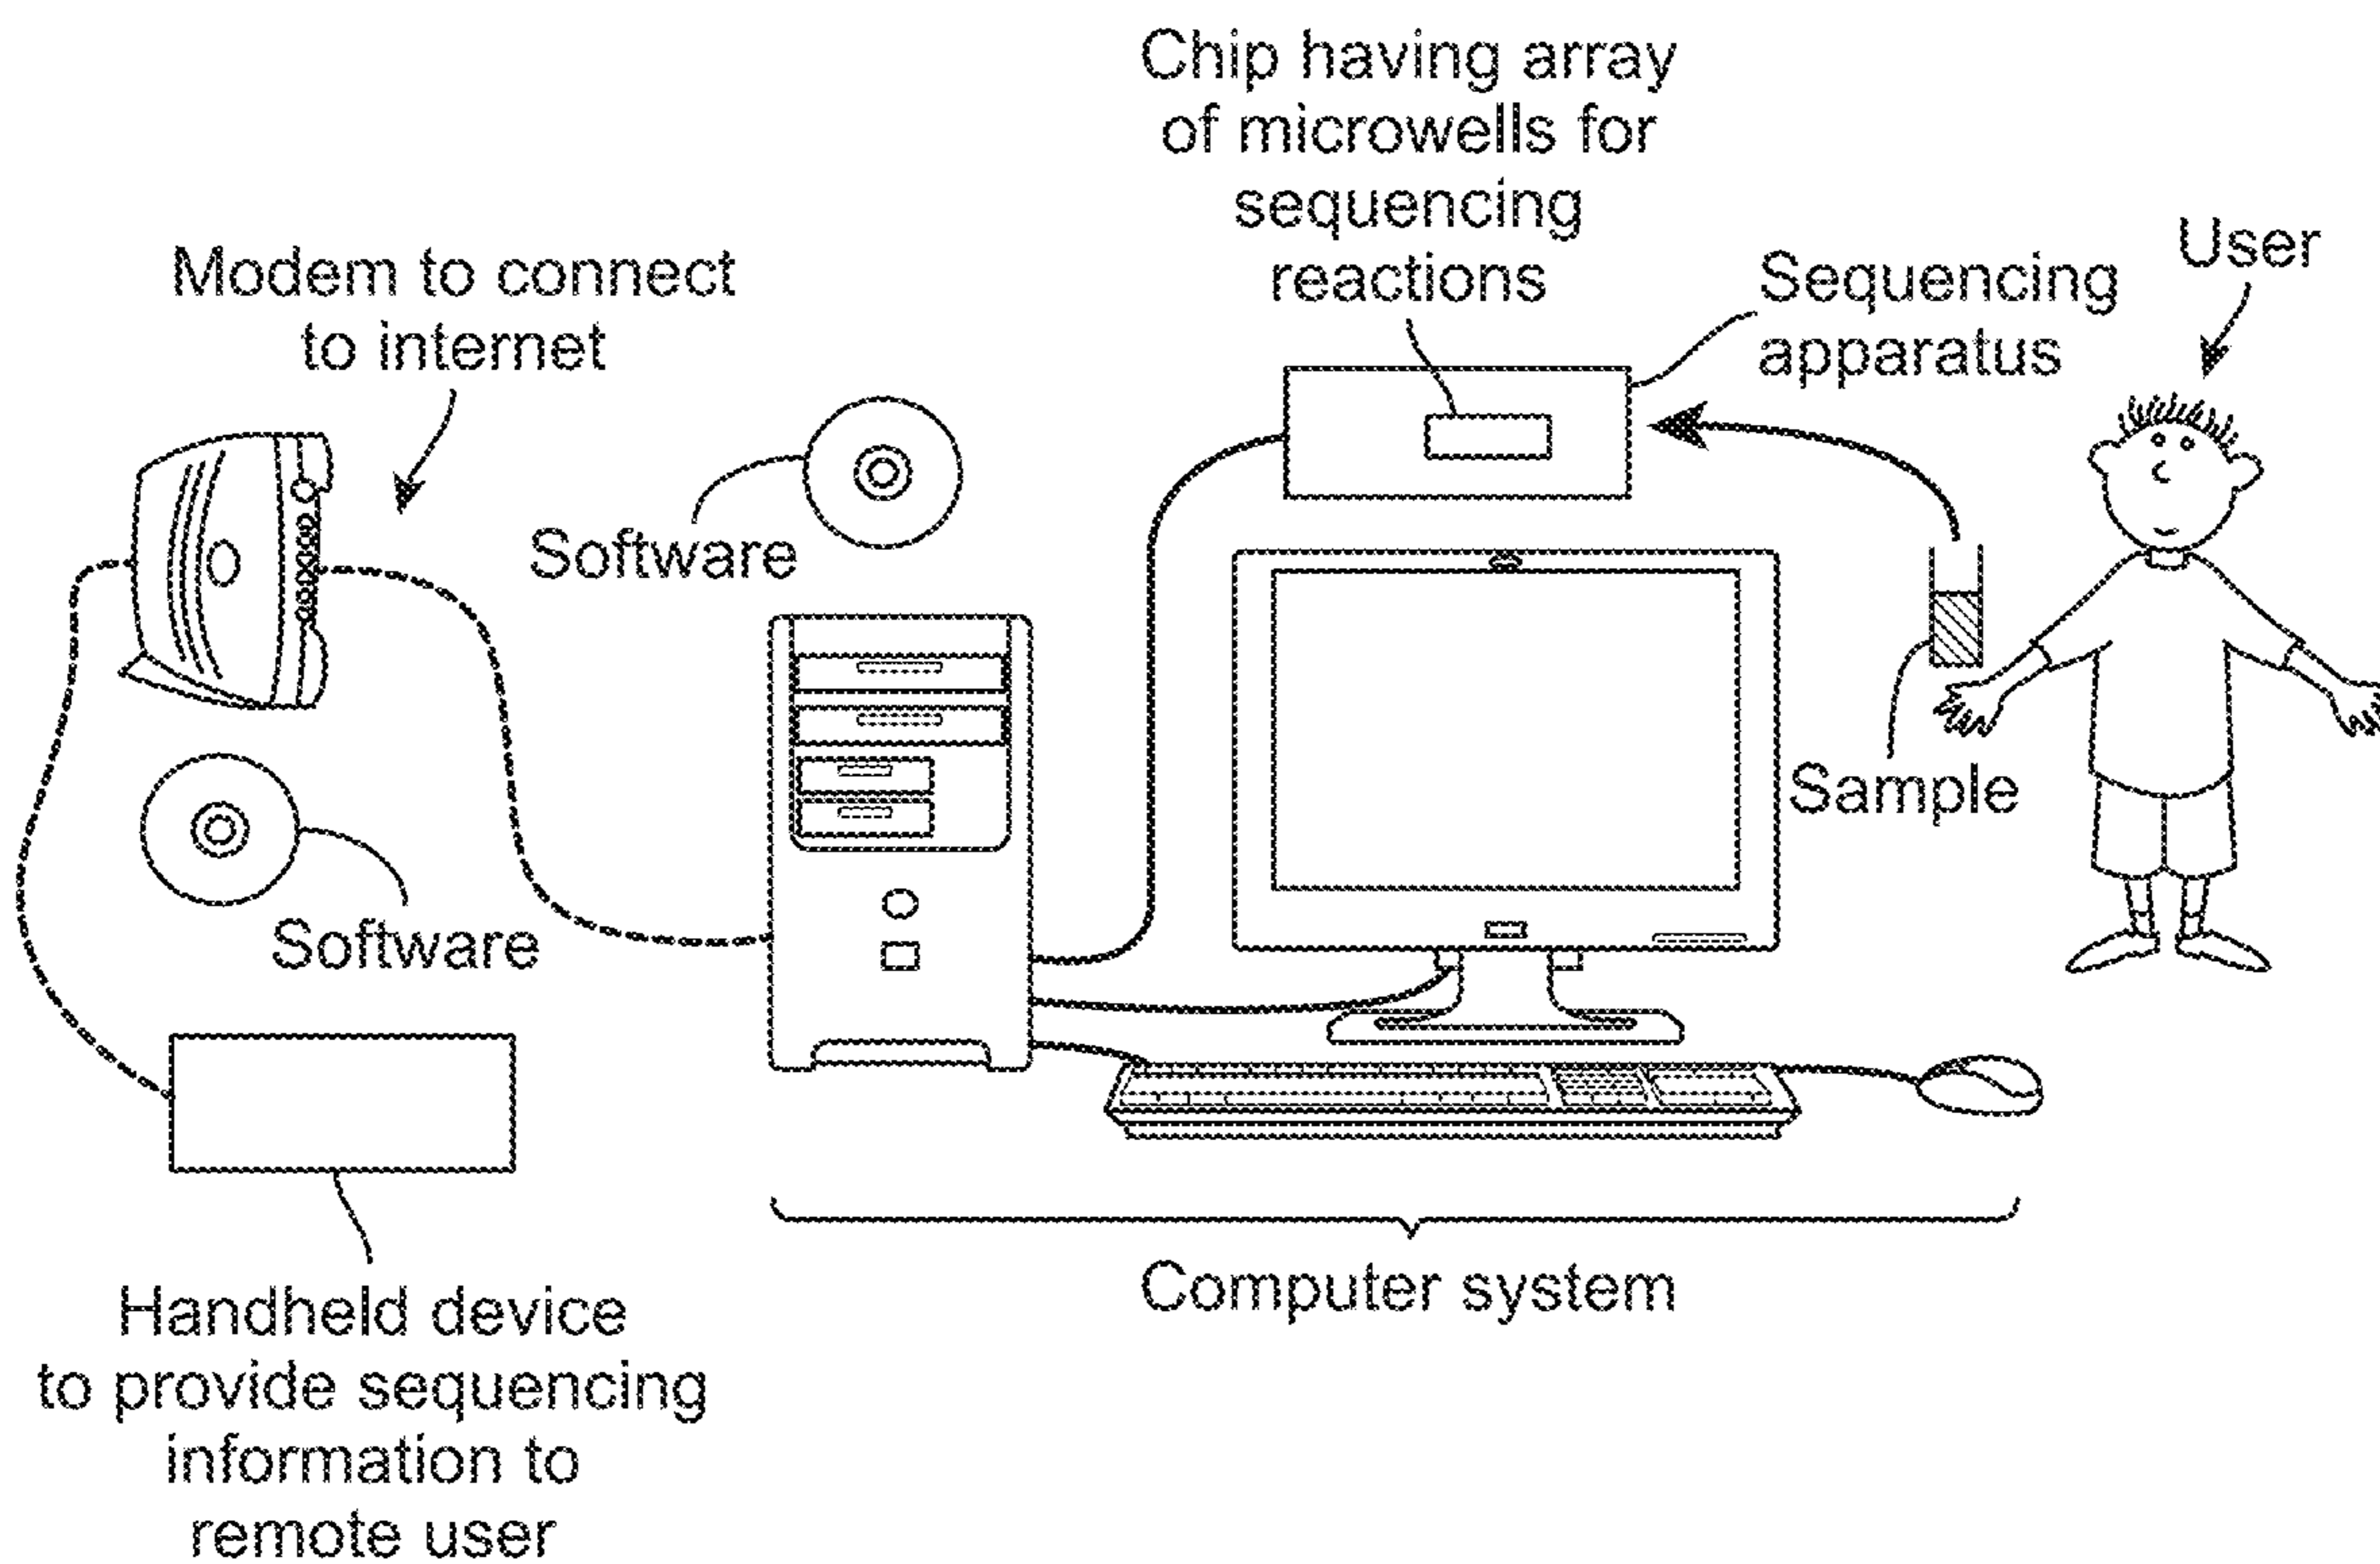 Chip having array
of microwells for
sequencing
reactions
User
Sequencing
apparatus
Modem to connect
to internet
Software
Sample
Software
Computer system
Handheld device
to provide sequencing
information to
remote user